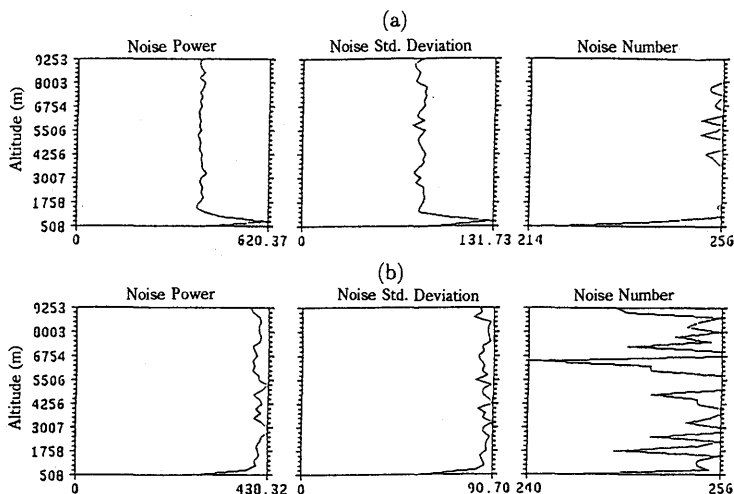 (a)
Noise Power Noise Std. Deviation Noise Number
Altitude (m)
9253
8003
6754
5506
4256
3007
1758
508
0 620.37 0 131.73 214 256
(b)
Noise Power Noise Std. Deviation Noise Number
Altitude (m)
9253
8003
6754
5506
4256
3007
1758
508
0 438.32 0 90.70 240 256